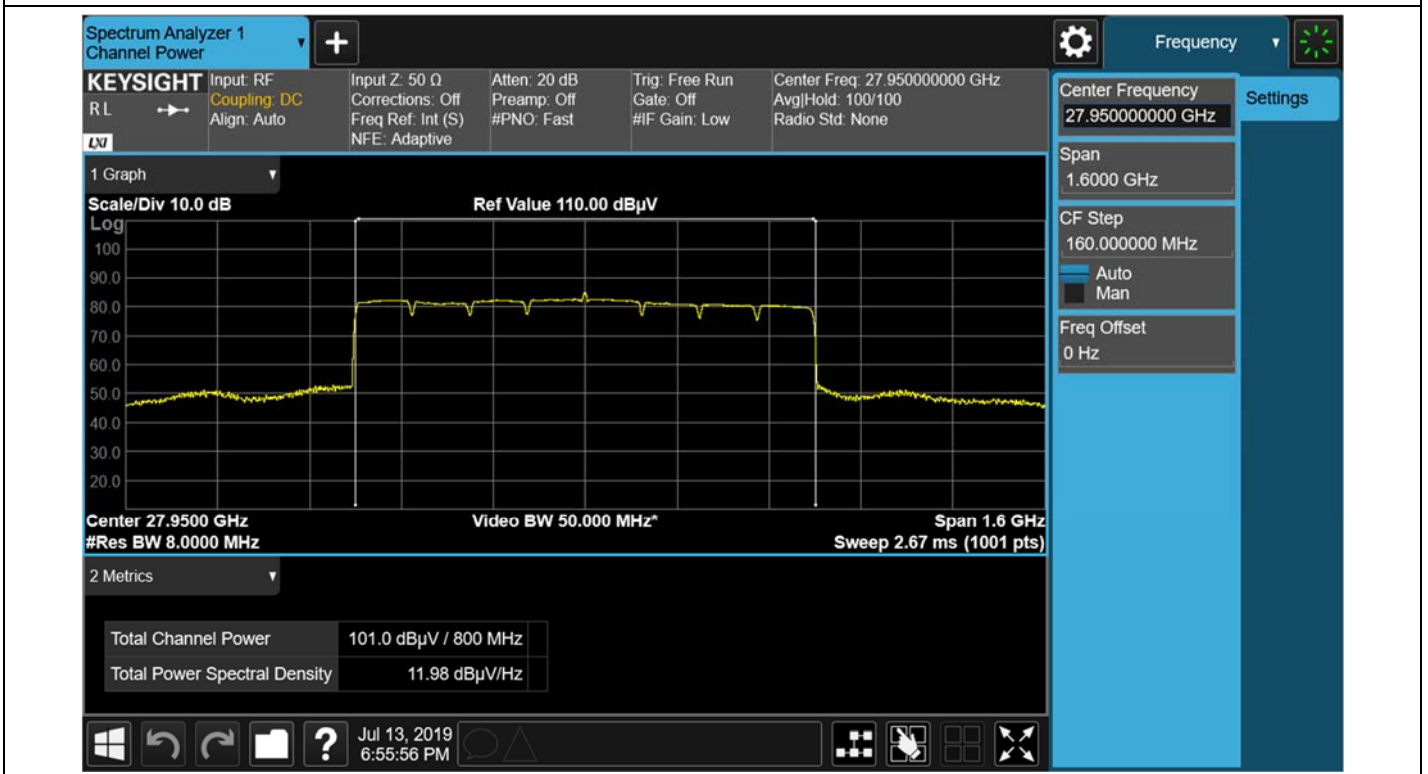 Spectrum Analyzer 1
Channel Power
+
Frequency
KEYSIGHT
R L
LXI
Input: RF
Coupling: DC
Align: Auto
Input Z: 50 Ω
Corrections: Off
Freq Ref: Int (S)
NFE: Adaptive
Atten: 20 dB
Preamp: Off
#PNO: Fast
Trig: Free Run
Gate: Off
#IF Gain: Low
Center Freq: 27.950000000 GHz
Avg|Hold: 100/100
Radio Std: None
1 Graph
Scale/Div 10.0 dB
Ref Value 110.00 dBµV
Log
100
90.0
80.0
70.0
60.0
50.0
40.0
30.0
20.0
Center 27.9500 GHz
Video BW 50.000 MHz*
Span 1.6 GHz
#Res BW 8.0000 MHz
Sweep 2.67 ms (1001 pts)
2 Metrics
Total Channel Power 101.0 dBµV / 800 MHz
Total Power Spectral Density 11.98 dBµV/Hz
?
Jul 13, 2019
6:55:56 PM
Center Frequency
27.950000000 GHz
Settings
Span
1.6000 GHz
CF Step
160.000000 MHz
Auto
Man
Freq Offset
0 Hz